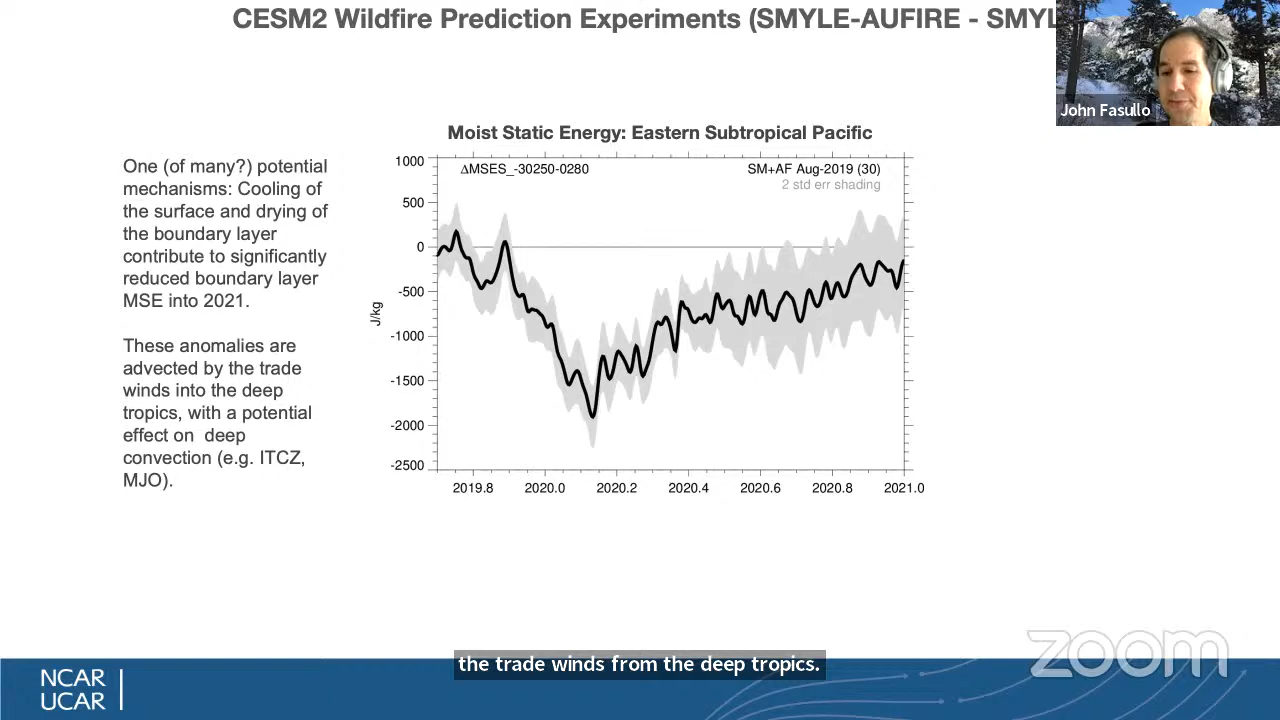 CESM2 Wildfire Prediction Experiments (SMYLE-AUFIRE - SMYL
John Fasullo
Moist Static Energy: Eastern Subtropical Pacific
One (of many?) potential
mechanisms: Cooling of
the surface and drying of
the boundary layer
contribute to significantly
reduced boundary layer
MSE into 2021.
These anomalies are
advected by the trade
winds into the deep
tropics, with a potential
effect on  deep
convection (e.g. ITCZ,
MJO).
ΔMSES_-30250-0280
SM+AF Aug-2019 (30)
2 std err shading
1000
500
0
-500
-1000
-1500
-2000
-2500
J/kg
2019.8 2020.0 2020.2 2020.4 2020.6 2020.8 2021.0
zoom
the trade winds from the deep tropics.
NCAR
UCAR